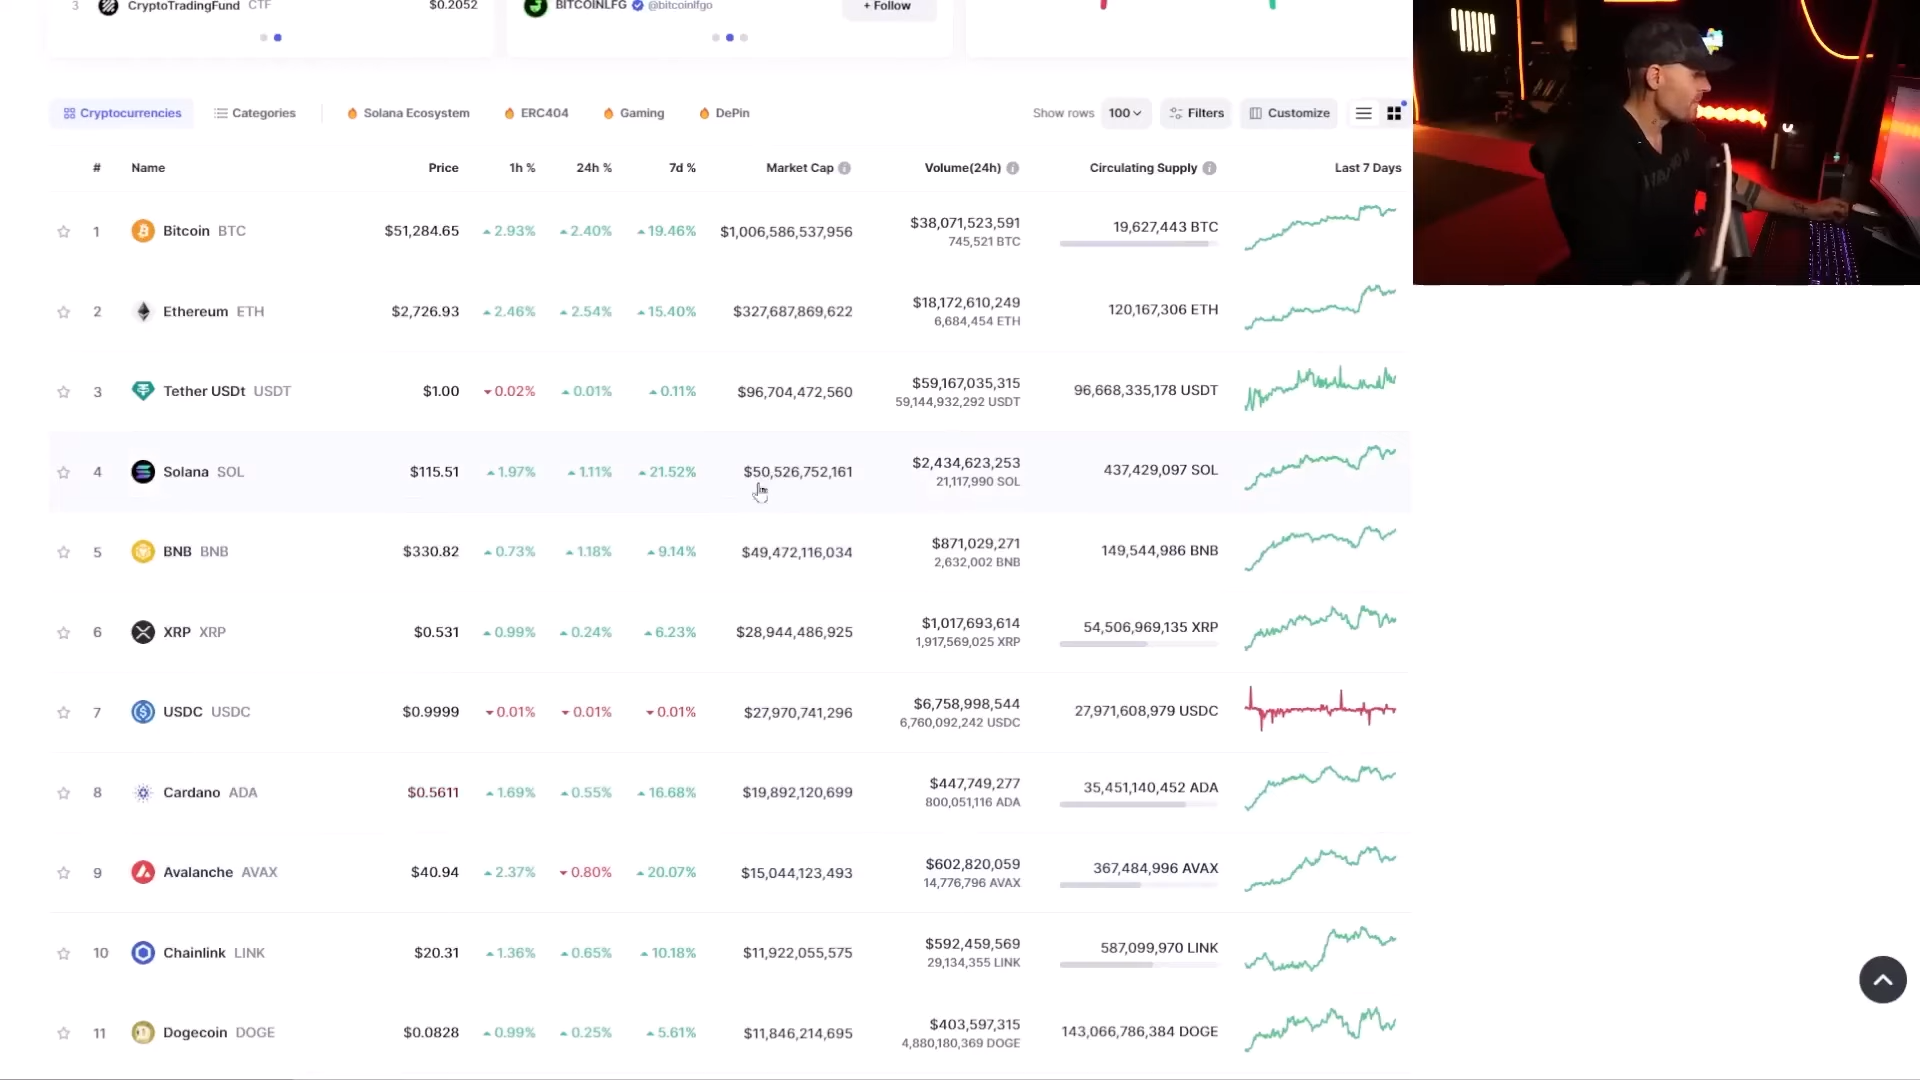 3 CryptoTradingFund CTF $0.2052
BITCOINLFG @bitcoinlfgo + Follow
Cryptocurrencies Categories Solana Ecosystem ERC404 Gaming DePin Show rows 100 Filters Customize
# Name Price 1h % 24h % 7d % Market Cap Volume(24h) Circulating Supply Last 7 Days
1 Bitcoin BTC $51,284.65 2.93% 2.40% 19.46% $1,006,586,537,956 $38,071,523,591 19,627,443 BTC
745,521 BTC
2 Ethereum ETH $2,726.93 2.46% 2.54% 15.40% $327,687,869,622 $18,172,610,249 120,167,306 ETH
6,684,454 ETH
3 Tether USDt USDT $1.00 0.02% 0.01% 0.11% $96,704,472,560 $59,167,035,315 96,668,335,178 USDT
59,144,932,292 USDT
4 Solana SOL $115.51 1.97% 1.11% 21.52% $50,526,752,161 $2,434,623,253 437,429,097 SOL
21,117,990 SOL
5 BNB BNB $330.82 0.73% 1.18% 9.14% $49,472,116,034 $871,029,271 149,544,986 BNB
2,632,002 BNB
6 XRP XRP $0.531 0.99% 0.24% 6.23% $28,944,486,925 $1,017,693,614 54,506,969,135 XRP
1,917,569,025 XRP
7 USDC USDC $0.9999 0.01% 0.01% 0.01% $27,970,741,296 $6,758,998,544 27,971,608,979 USDC
6,760,092,242 USDC
8 Cardano ADA $0.5611 1.69% 0.55% 16.68% $19,892,120,699 $447,749,277 35,451,140,452 ADA
800,051,116 ADA
9 Avalanche AVAX $40.94 2.37% 0.80% 20.07% $15,044,123,493 $602,820,059 367,484,996 AVAX
14,776,796 AVAX
10 Chainlink LINK $20.31 1.36% 0.65% 10.18% $11,922,055,575 $592,459,569 587,099,970 LINK
29,134,355 LINK
11 Dogecoin DOGE $0.0828 0.99% 0.25% 5.61% $11,846,214,695 $403,597,315 143,066,786,384 DOGE
4,880,180,369 DOGE